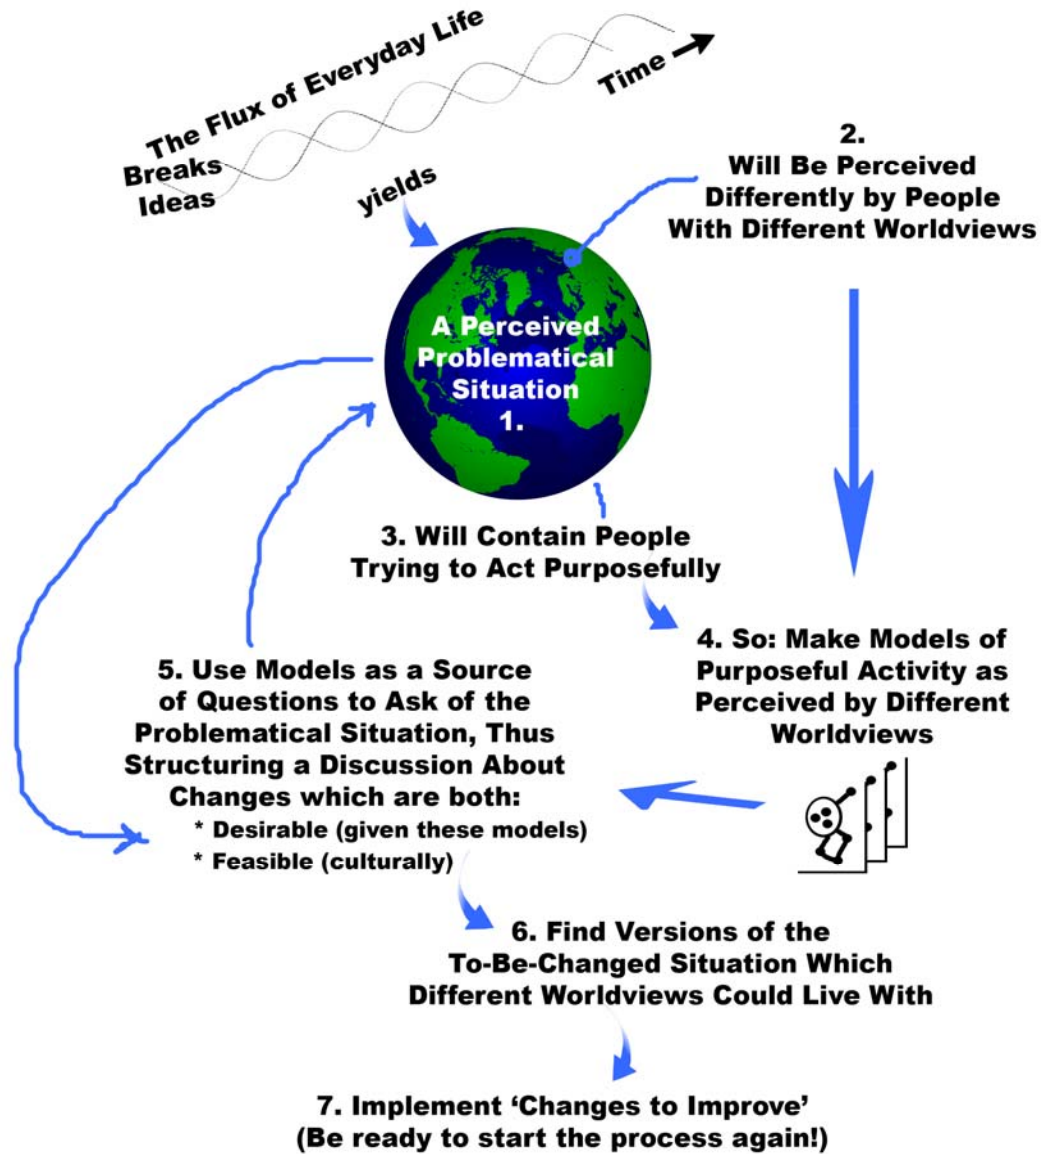 The Flux of Everyday Life
Breaks
Ideas
Time
yields
2.
Will Be Perceived
Differently by People
With Different Worldviews
A Perceived
Problematical
Situation
1.
3. Will Contain People
Trying to Act Purposefully
4. So: Make Models of
Purposeful Activity as
Perceived by Different
Worldviews
5. Use Models as a Source
of Questions to Ask of the
Problematical Situation, Thus
Structuring a Discussion About
Changes which are both:
* Desirable (given these models)
* Feasible (culturally)
6. Find Versions of the
To-Be-Changed Situation Which
Different Worldviews Could Live With
7. Implement ‘Changes to Improve’
(Be ready to start the process again!)